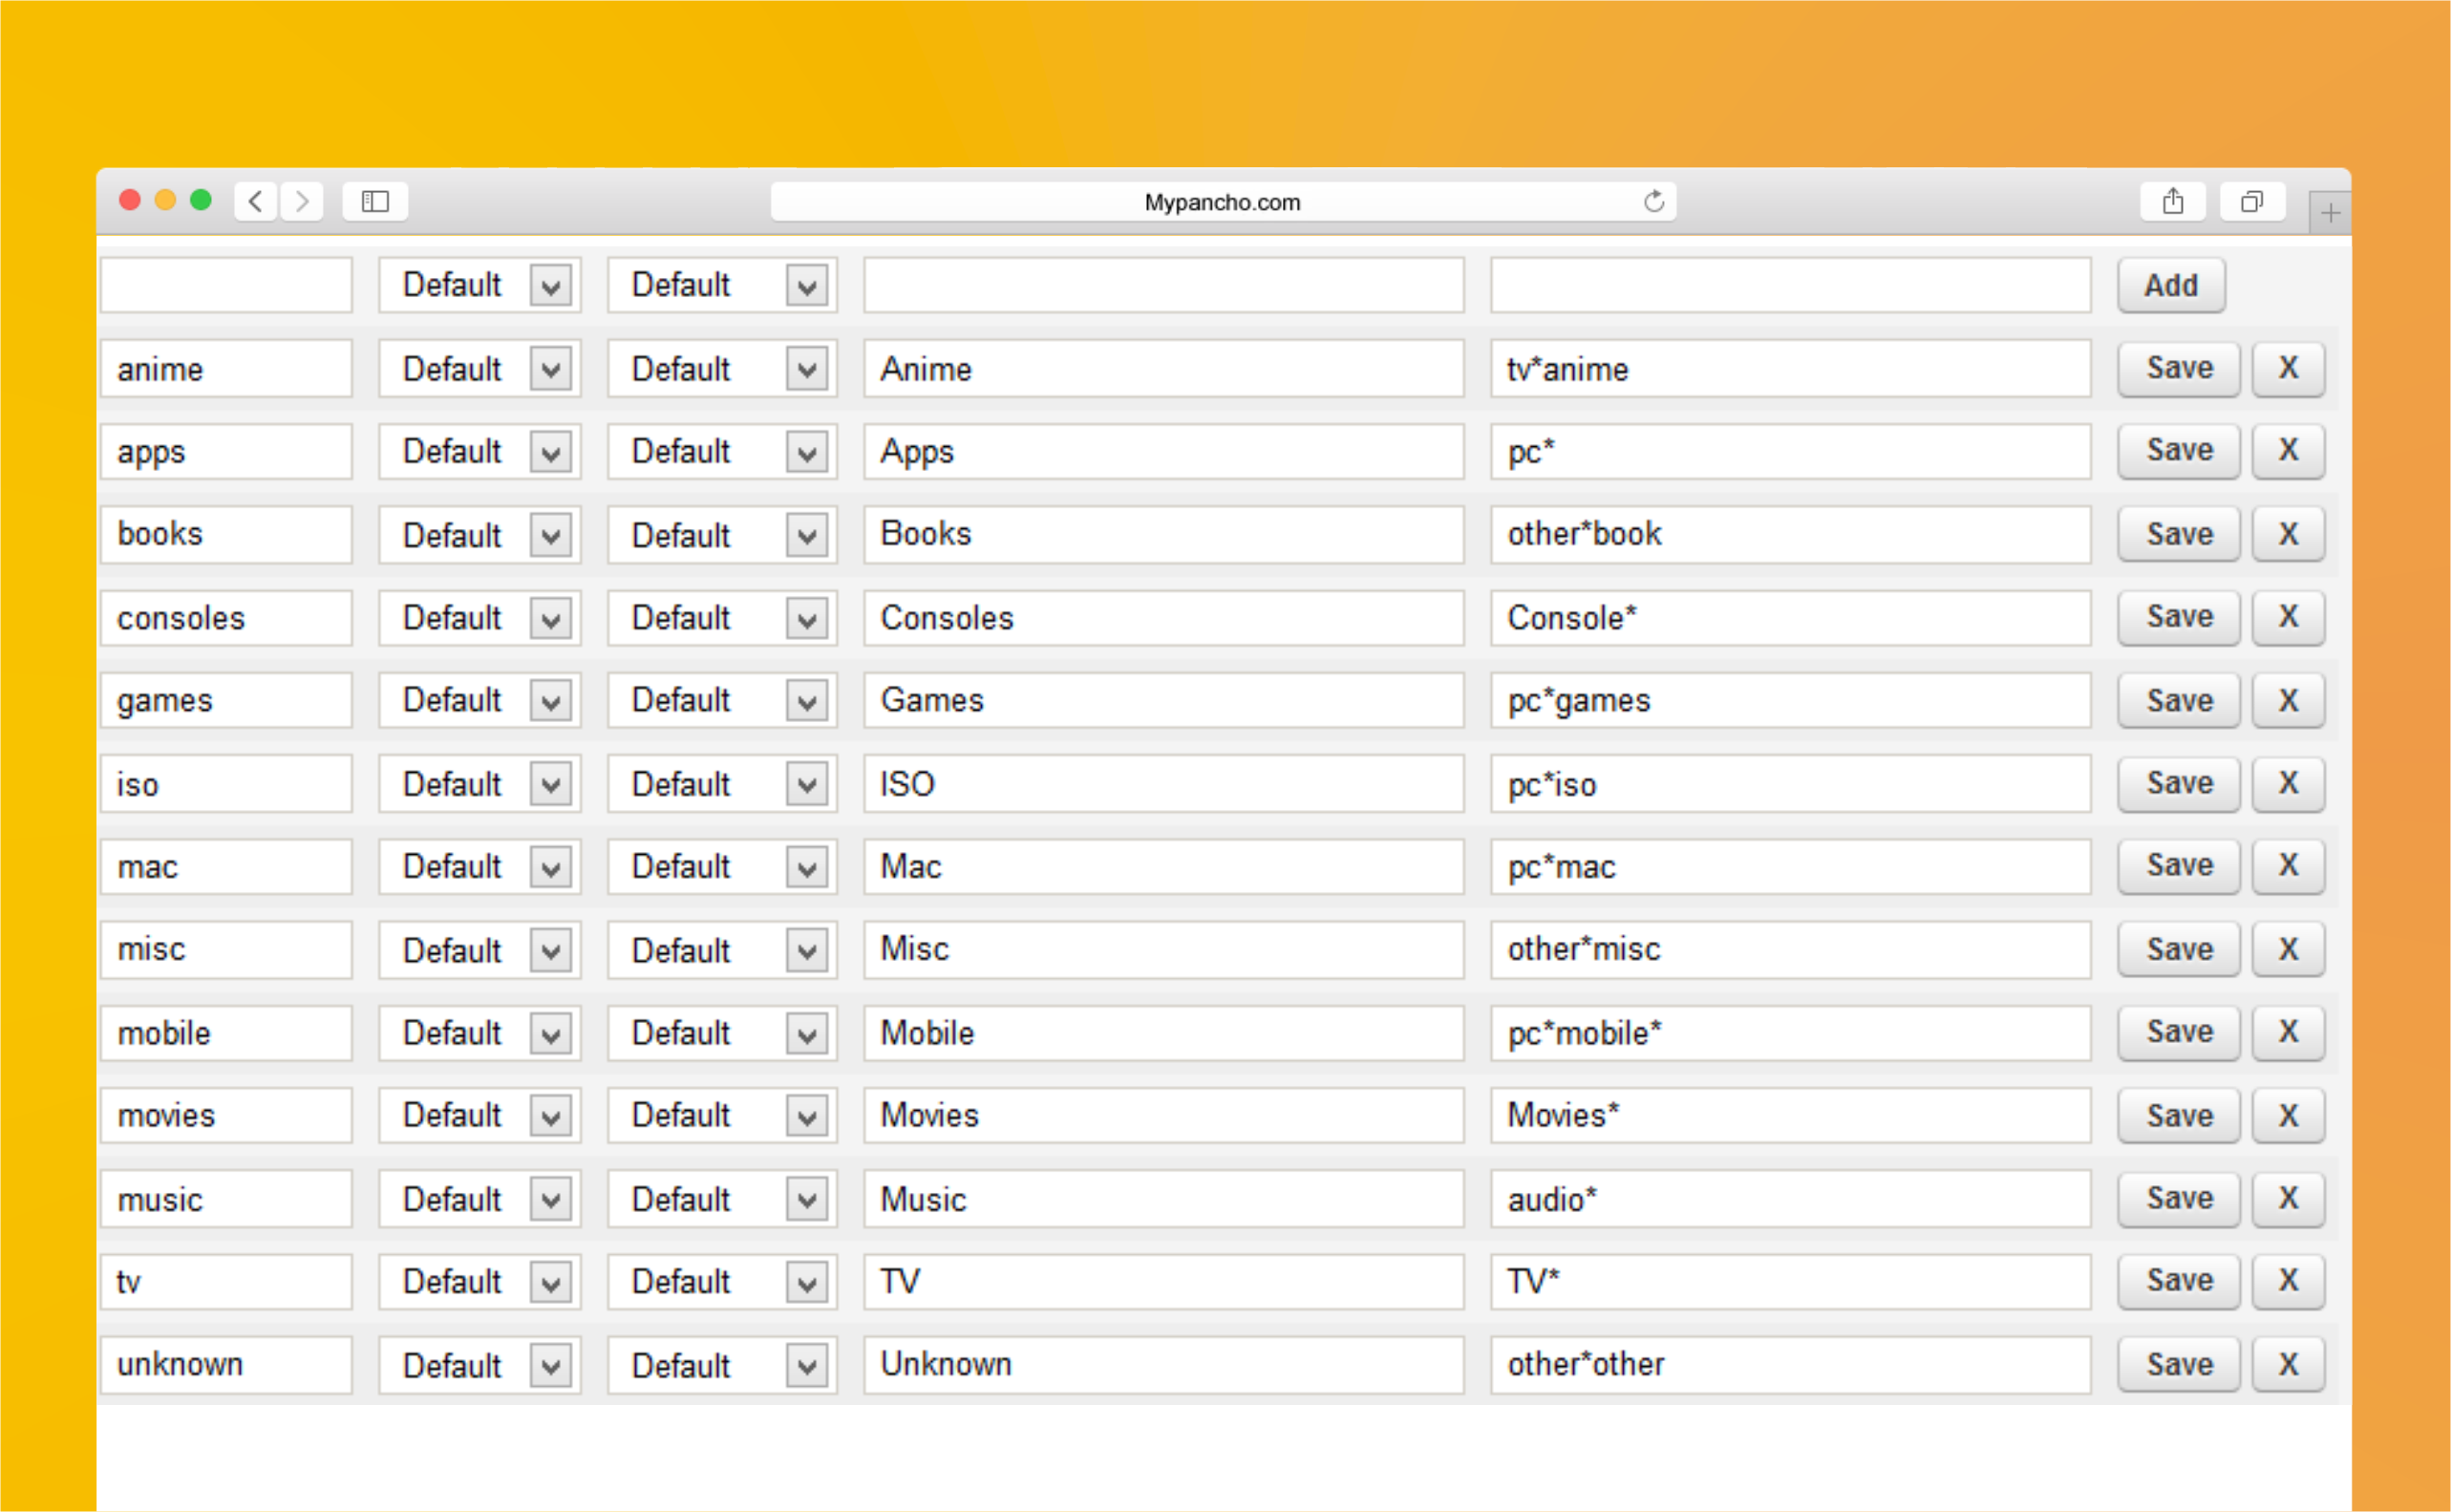 Mypancho.com
Default Default Add
anime Default Default Anime tv*anime Save X
apps Default Default Apps pc* Save X
books Default Default Books other*book Save X
consoles Default Default Consoles Console* Save X
games Default Default Games pc*games Save X
iso Default Default ISO pc*iso Save X
mac Default Default Mac pc*mac Save X
misc Default Default Misc other*misc Save X
mobile Default Default Mobile pc*mobile* Save X
movies Default Default Movies Movies* Save X
music Default Default Music audio* Save X
tv Default Default TV TV* Save X
unknown Default Default Unknown other*other Save X